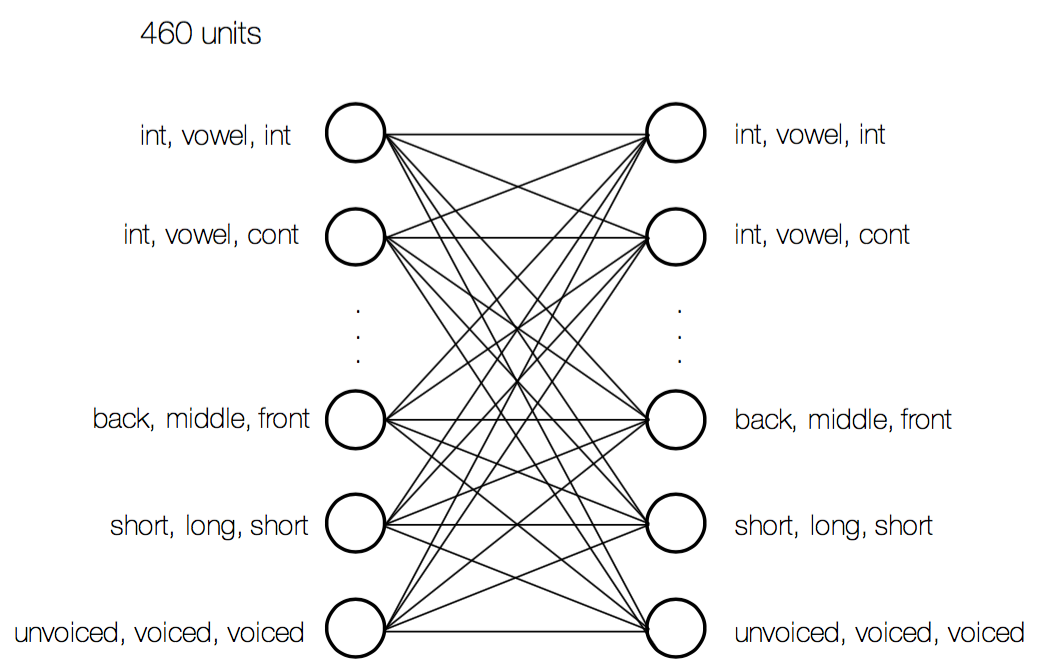 460 units
int, vowel, int
int, vowel, int
int, vowel, cont
int, vowel, cont
back, middle, front
back, middle, front
short, long, short
short, long, short
unvoiced, voiced, voiced
unvoiced, voiced, voiced